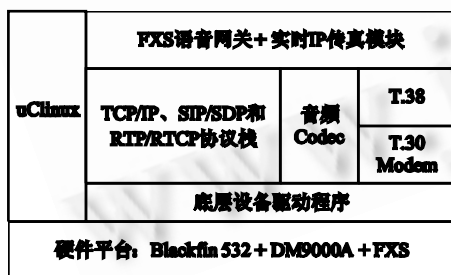 FXS语音网关+实时IP传真模块
uClinux
TCP/IP、SIP/SDP和
RTP/RTCP协议栈
音频
Codec
T.38
T.30
Modem
底层设备驱动程序
硬件平台：Blackfin 532+DM9000A+FXS